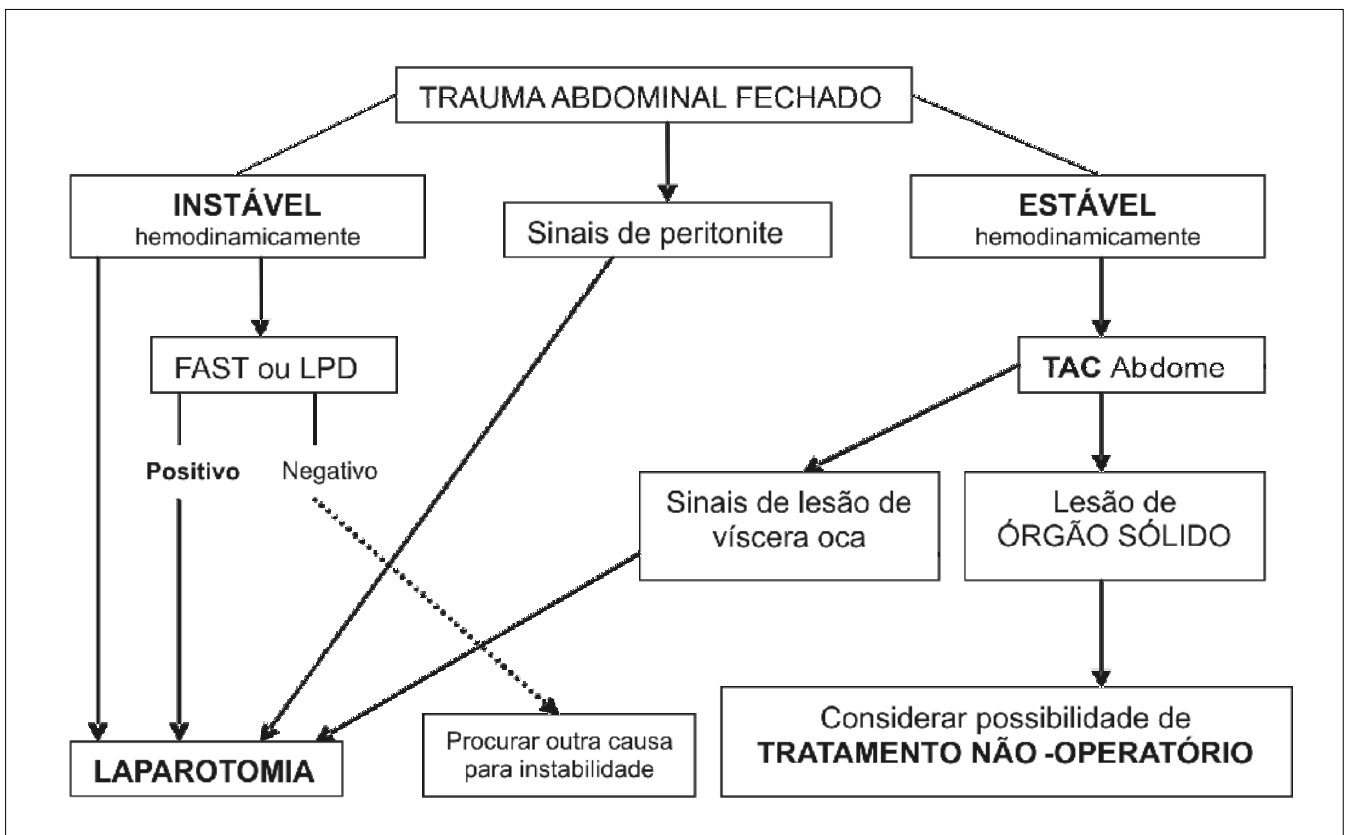 TRAUMA ABDOMINAL FECHADO
INSTÁVEL
hemodinamicamente
Sinais de peritonite
ESTÁVEL
hemodinamicamente
FAST ou LPD
TAC Abdome
Positivo
Negativo
Sinais de lesão de
víscera oca
Lesão de
ÓRGÃO SÓLIDO
LAPAROTOMIA
Procurar outra causa
para instabilidade
Considerar possibilidade de
TRATAMENTO NÃO -OPERATÓRIO